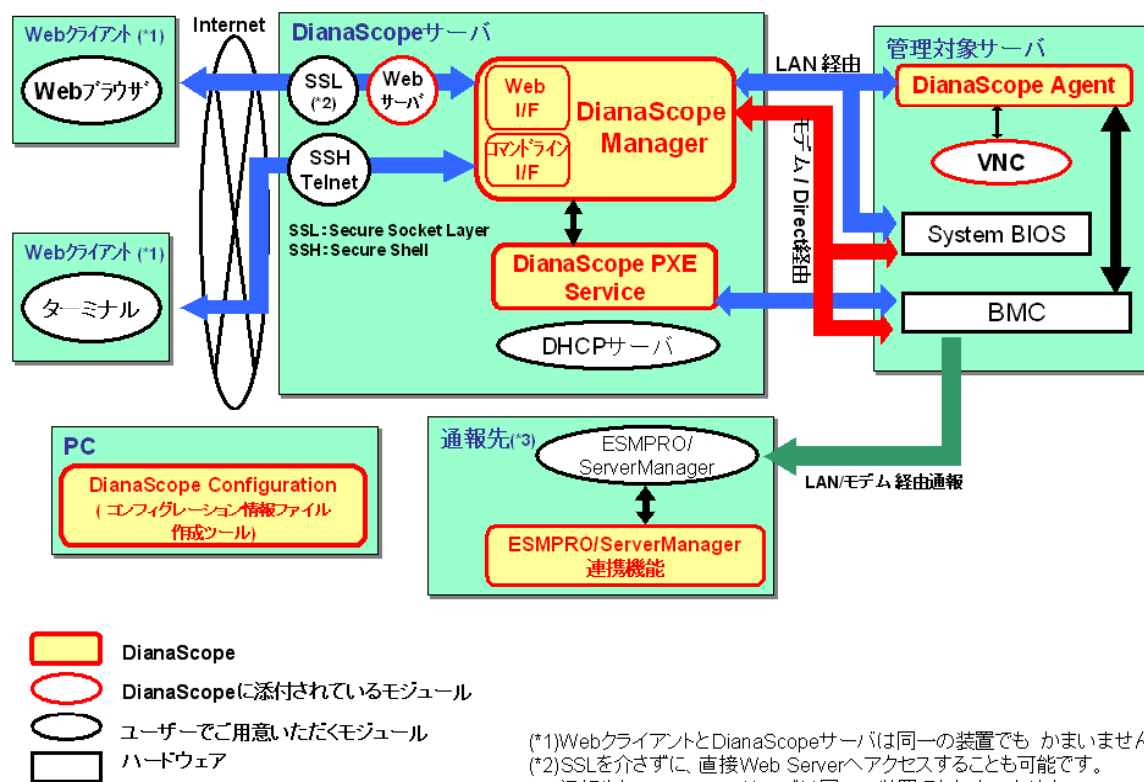 Webクライアント (*1)
Webブラウザ
Internet
DianaScopeサーバ
SSL
(*2)
Web
サーバ
Web
I/F
DianaScope
Manager
コマンドライン
I/F
SSH
Telnet
SSL:Secure Socket Layer
SSH:Secure Shell
DianaScope PXE
Service
DHCPサーバ
LAN 経由
モデム / Direct経由
管理対象サーバ
DianaScope Agent
VNC
System BIOS
BMC
Webクライアント (*1)
ターミナル
PC
DianaScope Configuration
( コンフィグレーション情報ファイル
作成ツール)
通報先(*3)
ESMPRO/
ServerManager
ESMPRO/ServerManager
連携機能
LAN/モデム 経由通報
DianaScope
DianaScopeに添付されているモジュール
ユーザーでご用意いただくモジュール
ハードウェア
(*1)WebクライアントとDianaScopeサーバは同一の装置でも かまいません
(*2)SSLを介さずに、直接Web Serverへアクセスすることも可能です。